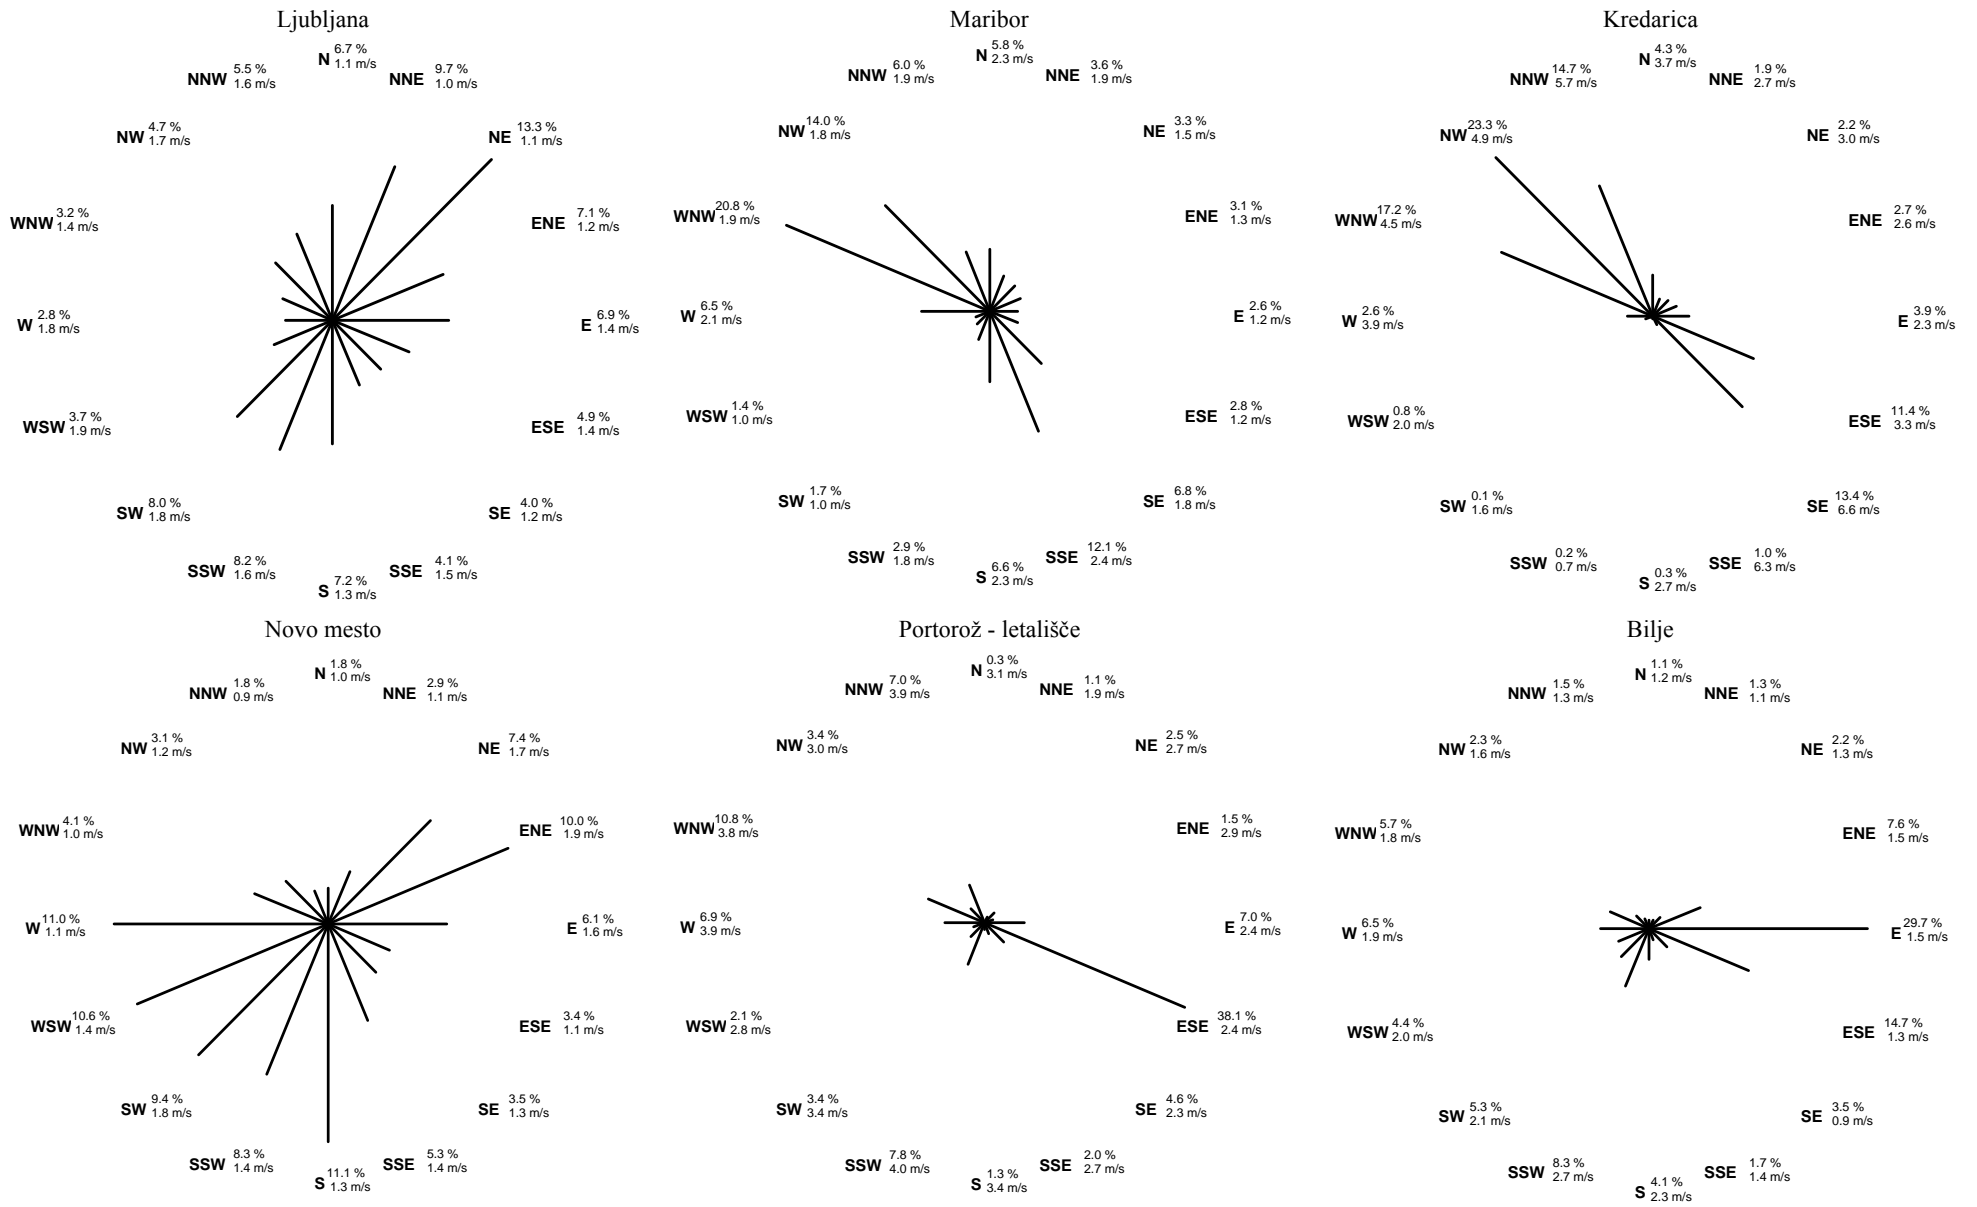 Ljubljana
N 6.7 %
1.1 m/s
NNE 9.7 %
1.0 m/s
NE 13.3 %
1.1 m/s
ENE 7.1 %
1.2 m/s
E 6.9 %
1.4 m/s
ESE 4.9 %
1.4 m/s
SE 4.0 %
1.2 m/s
SSE 4.1 %
1.5 m/s
S 7.2 %
1.3 m/s
SSW 8.2 %
1.6 m/s
SW 8.0 %
1.8 m/s
WSW 3.7 %
1.9 m/s
W 2.8 %
1.8 m/s
WNW 3.2 %
1.4 m/s
NW 4.7 %
1.7 m/s
NNW 5.5 %
1.6 m/s
Maribor
N 5.8 %
2.3 m/s
NNE 3.6 %
1.9 m/s
NE 3.3 %
1.5 m/s
ENE 3.1 %
1.3 m/s
E 2.6 %
1.2 m/s
ESE 2.8 %
1.2 m/s
SE 6.8 %
1.8 m/s
SSE 12.1 %
2.4 m/s
S 6.6 %
2.3 m/s
SSW 2.9 %
1.8 m/s
SW 1.7 %
1.0 m/s
WSW 1.4 %
1.0 m/s
W 6.5 %
2.1 m/s
WNW 20.8 %
1.9 m/s
NW 14.0 %
1.8 m/s
NNW 6.0 %
1.9 m/s
Kredarica
N 4.3 %
3.7 m/s
NNE 1.9 %
2.7 m/s
NE 2.2 %
3.0 m/s
ENE 2.7 %
2.6 m/s
E 3.9 %
2.3 m/s
ESE 11.4 %
3.3 m/s
SE 13.4 %
6.6 m/s
SSE 1.0 %
6.3 m/s
S 0.3 %
2.7 m/s
SSW 0.2 %
0.7 m/s
SW 0.1 %
1.6 m/s
WSW 0.8 %
2.0 m/s
W 2.6 %
3.9 m/s
WNW 17.2 %
4.5 m/s
NW 23.3 %
4.9 m/s
NNW 14.7 %
5.7 m/s
Novo mesto
N 1.8 %
1.0 m/s
NNE 2.9 %
1.1 m/s
NE 7.4 %
1.7 m/s
ENE 10.0 %
1.9 m/s
E 6.1 %
1.6 m/s
ESE 3.4 %
1.1 m/s
SE 3.5 %
1.3 m/s
SSE 5.3 %
1.4 m/s
S 11.1 %
1.3 m/s
SSW 8.3 %
1.4 m/s
SW 9.4 %
1.8 m/s
WSW 10.6 %
1.4 m/s
W 11.0 %
1.1 m/s
WNW 4.1 %
1.0 m/s
NW 3.1 %
1.2 m/s
NNW 1.8 %
0.9 m/s
Portorož - letališče
N 0.3 %
3.1 m/s
NNE 1.1 %
1.9 m/s
NE 2.5 %
2.7 m/s
ENE 1.5 %
2.9 m/s
E 7.0 %
2.4 m/s
ESE 38.1 %
2.4 m/s
SE 4.6 %
2.3 m/s
SSE 2.0 %
2.7 m/s
S 1.3 %
3.4 m/s
SSW 7.8 %
4.0 m/s
SW 3.4 %
3.4 m/s
WSW 2.1 %
2.8 m/s
W 6.9 %
3.9 m/s
WNW 10.8 %
3.8 m/s
NW 3.4 %
3.0 m/s
NNW 7.0 %
3.9 m/s
Bilje
N 1.1 %
1.2 m/s
NNE 1.3 %
1.1 m/s
NE 2.2 %
1.3 m/s
ENE 7.6 %
1.5 m/s
E 29.7 %
1.5 m/s
ESE 14.7 %
1.3 m/s
SE 3.5 %
0.9 m/s
SSE 1.7 %
1.4 m/s
S 4.1 %
2.3 m/s
SSW 8.3 %
2.7 m/s
SW 5.3 %
2.1 m/s
WSW 4.4 %
2.0 m/s
W 6.5 %
1.9 m/s
WNW 5.7 %
1.8 m/s
NW 2.3 %
1.6 m/s
NNW 1.5 %
1.3 m/s